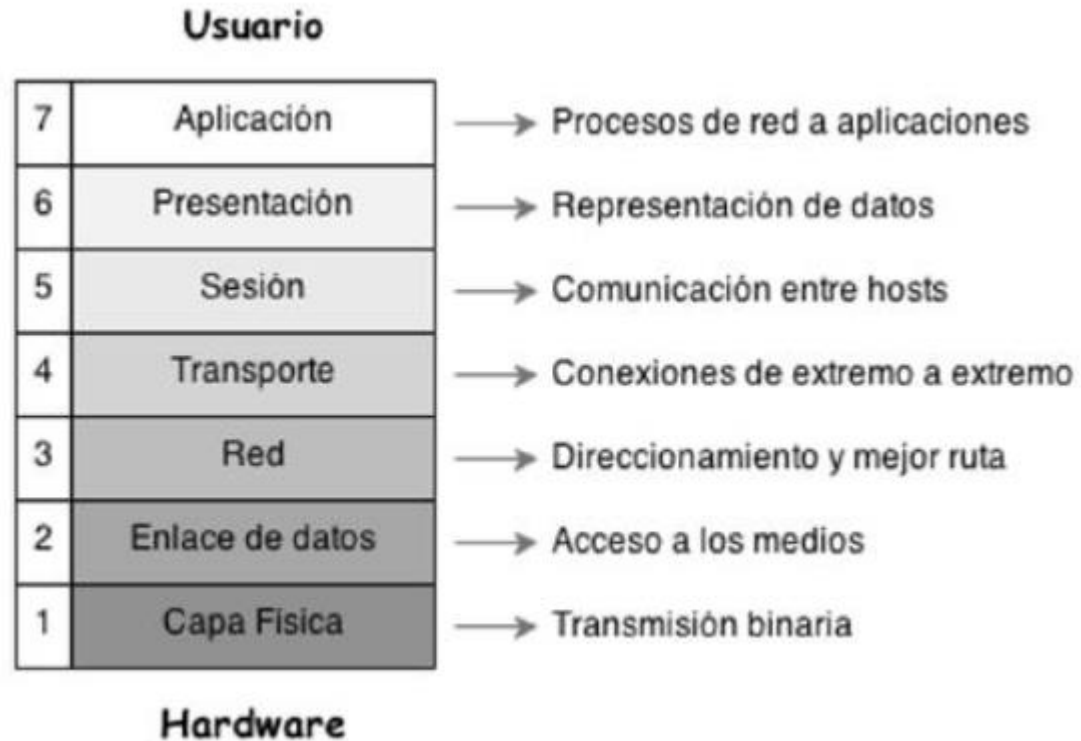 Usuario
7 Aplicación Procesos de red a aplicaciones
6 Presentación Representación de datos
5 Sesión Comunicación entre hosts
4 Transporte Conexiones de extremo a extremo
3 Red Direccionamiento y mejor ruta
2 Enlace de datos Acceso a los medios
1 Capa Física Transmisión binaria
Hardware